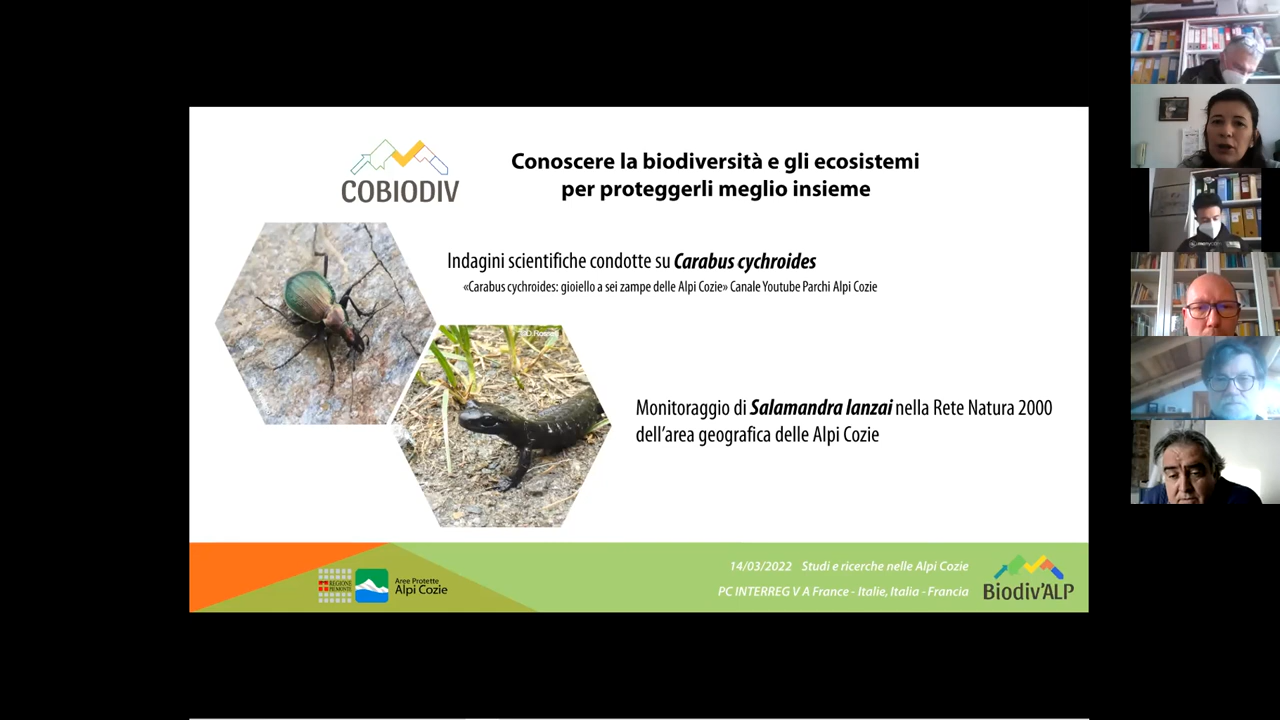 COBIODIV
Conoscere la biodiversità e gli ecosistemi
per proteggerli meglio insieme
Indagini scientifiche condotte su Carabus cychroides
«Carabus cychroides: gioiello a sei zampe delle Alpi Cozie» Canale Youtube Parchi Alpi Cozie
Monitoraggio di Salamandra lanzai nella Rete Natura 2000
dell'area geografica delle Alpi Cozie
REGIONE
PIEMONTE
Aree Protette
Alpi Cozie
14/03/2022 Studi e ricerche nelle Alpi Cozie
PC INTERREG V A France - Italie, Italia - Francia
Biodiv'ALP